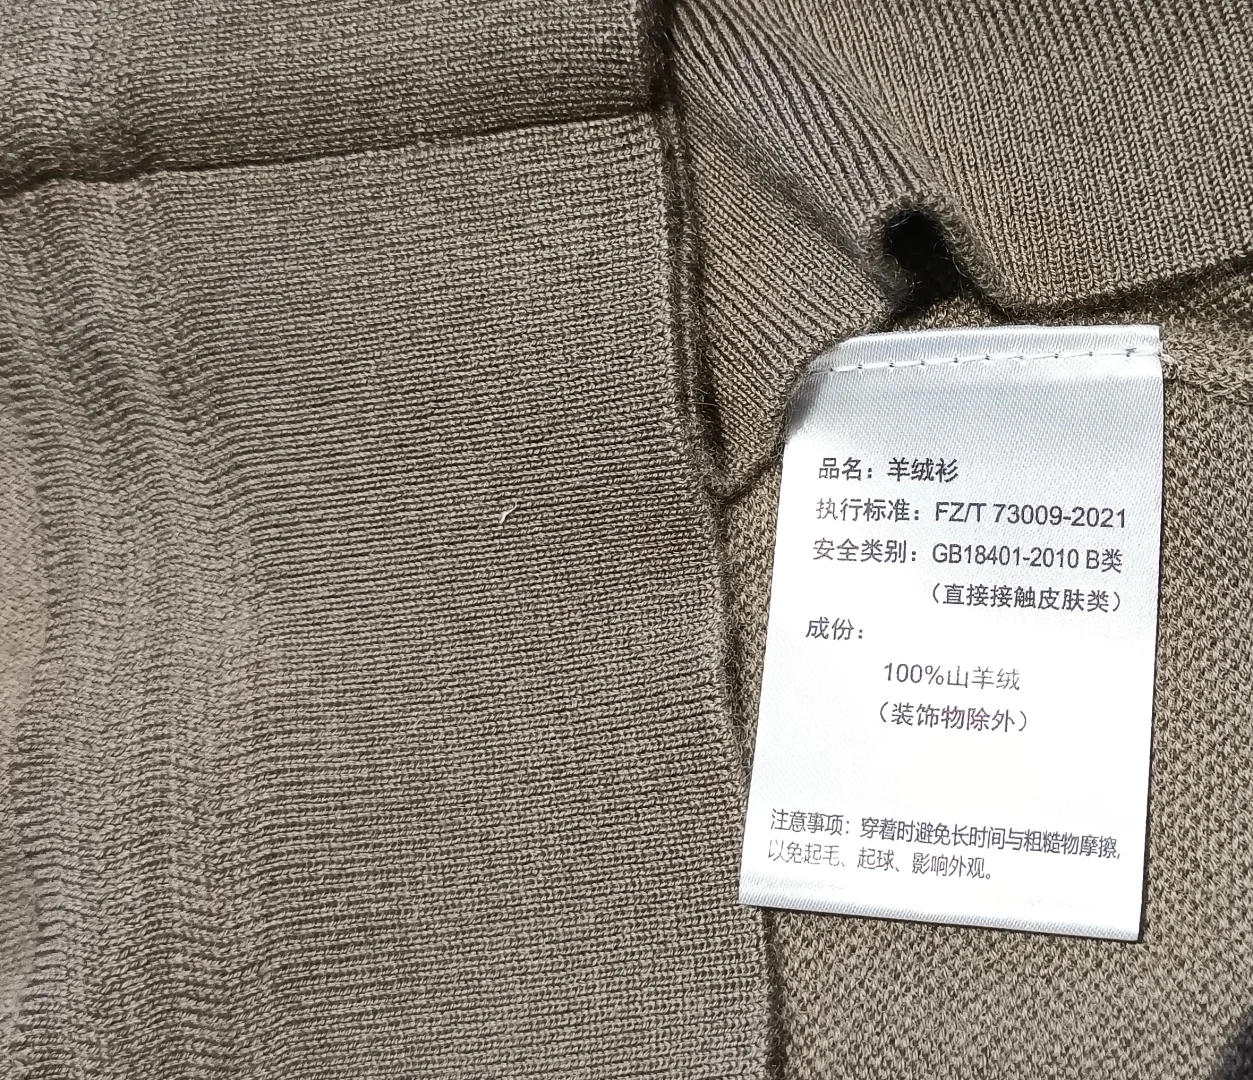 品名：羊绒衫
执行标准：FZ/T 73009-2021
安全类别：GB18401-2010 B类
（直接接触皮肤类）
成份：
100%山羊绒
（装饰物除外）
注意事项：穿着时避免长时间与粗糙物摩擦,
以免起毛、起球、影响外观。